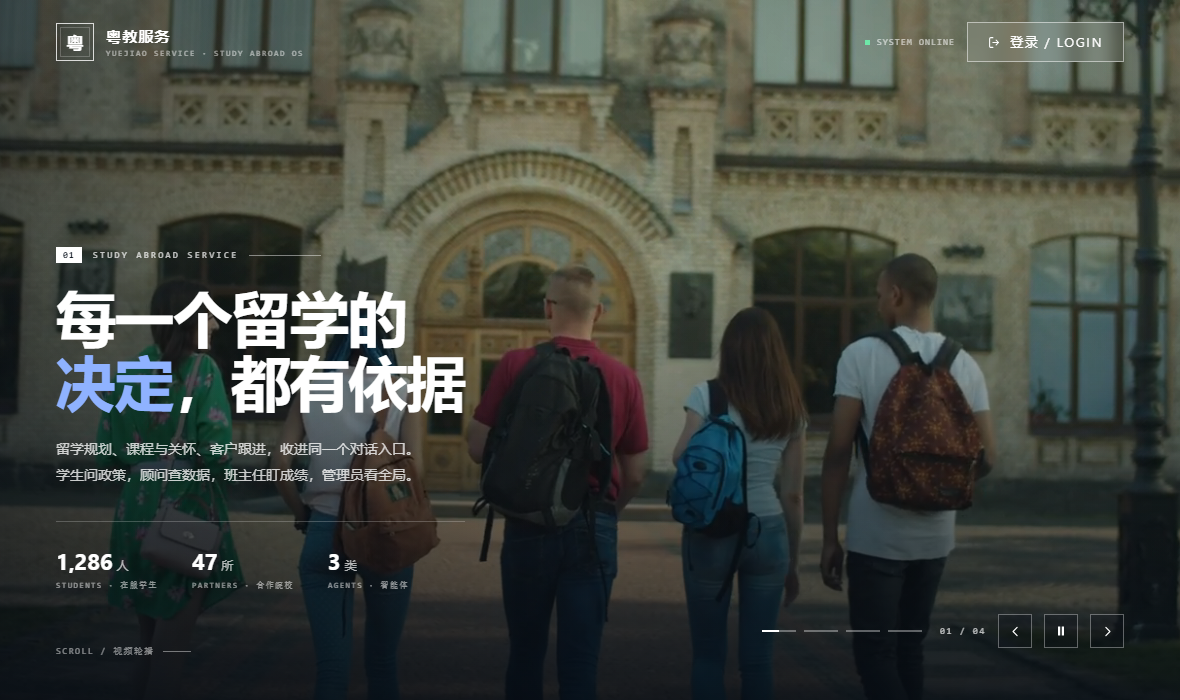 粤
粤教服务
YUEJIAO SERVICE · STUDY ABROAD OS
SYSTEM ONLINE
登录 / LOGIN
01 STUDY ABROAD SERVICE
每一个留学的
决定，都有依据
留学规划、课程与关怀、客户跟进，收进同一个对话入口。
学生问政策，顾问查数据，班主任盯成绩，管理员看全局。
1,286 人
STUDENTS · 在服学生
47 所
PARTNERS · 合作院校
3 类
AGENTS · 智能体
01 / 04
SCROLL / 视频轮播